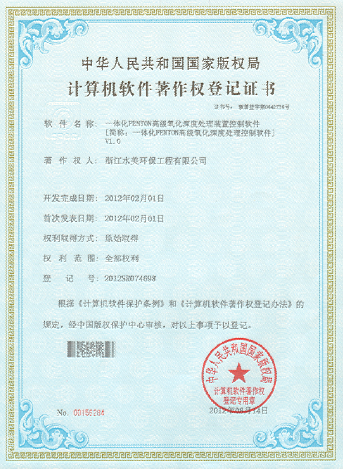 中华人民共和国国家版权局
计算机软件著作权登记证书
证书号：软著登字第0442734号
软件名称：一体化FENTON高级氧化深度处理装置控制软件
[简称：一体化FENTON高级氧化深度处理控制软件]
V1.0
著作权人：浙江水美环保工程有限公司
开发完成日期：2012年02月01日
首次发表日期：2012年02月01日
权利取得方式：原始取得
权利范围：全部权利
登记号：2012SR074698
根据《计算机软件保护条例》和《计算机软件著作权登记办法》的
规定，经中国版权保护中心审核，对以上事项予以登记。
中华人民共和国国家版权局
计算机软件著作权
登记专用章
No. 00156284
2012年08月14日